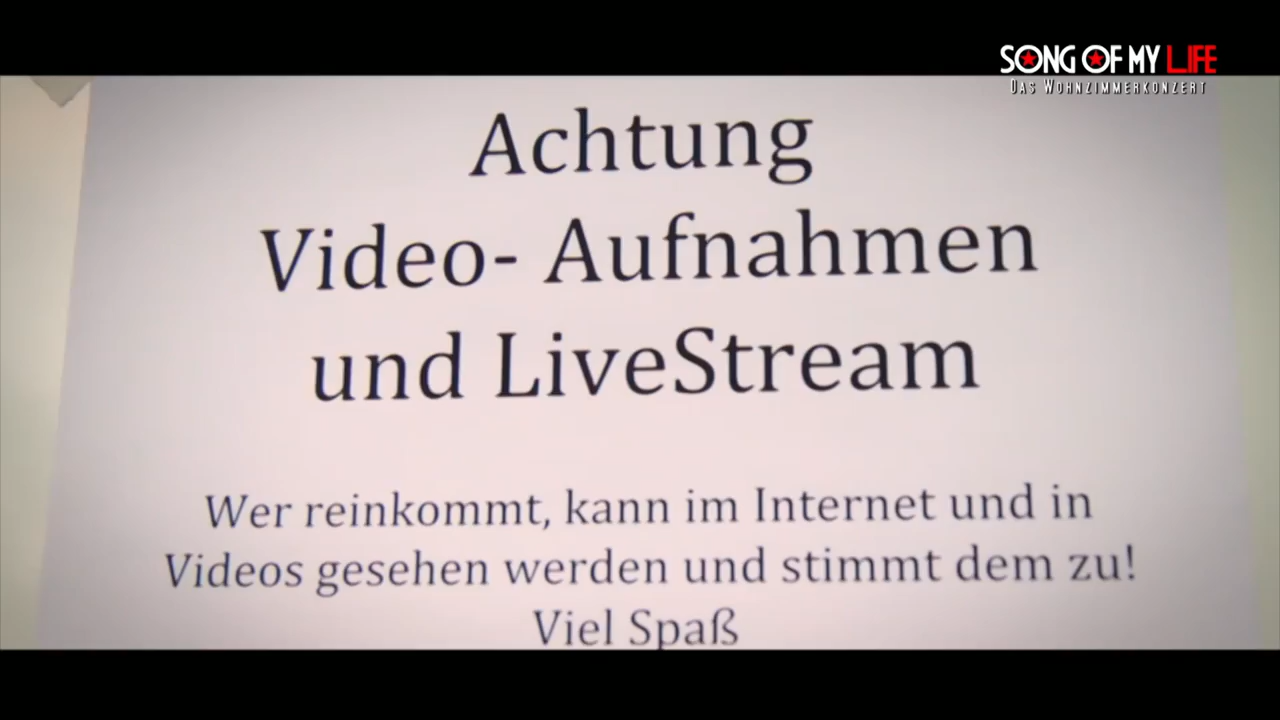 SONG OF MY LIFE
DAS WOHNZIMMERKONZERT
Achtung
Video- Aufnahmen
und LiveStream
Wer reinkommt, kann im Internet und in
Videos gesehen werden und stimmt dem zu!
Viel Spaß